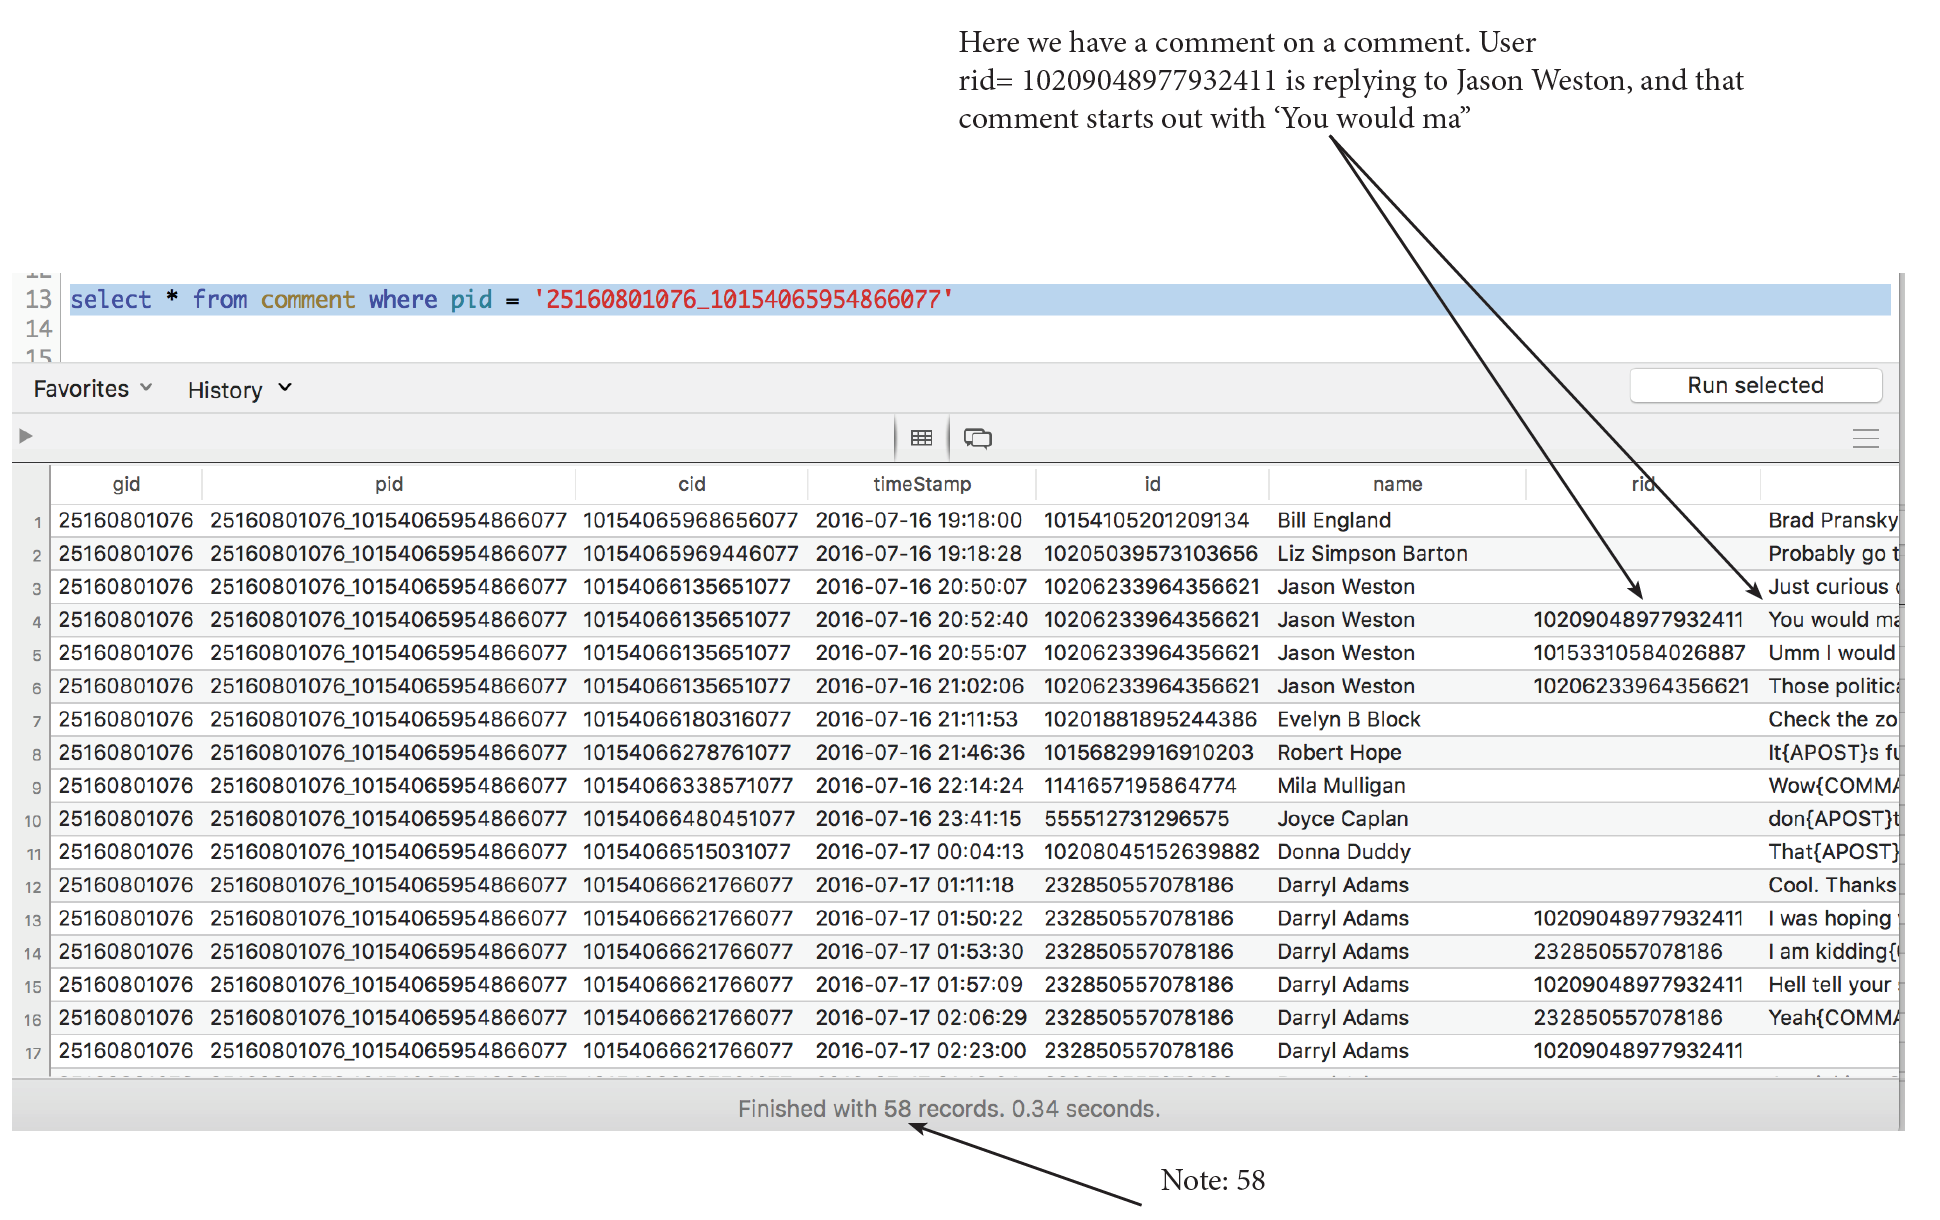 Here we have a comment on a comment. User
rid= 10209048977932411 is replying to Jason Weston, and that
comment starts out with ‘You would ma”
13 select * from comment where pid = '25160801076_10154065954866077'
14
15
Favorites History Run selected
gid pid cid timeStamp id name rid
1 25160801076 25160801076_10154065954866077 10154065968656077 2016-07-16 19:18:00 10154105201209134 Bill England Brad Pransky
2 25160801076 25160801076_10154065954866077 10154065969446077 2016-07-16 19:18:28 10205039573103656 Liz Simpson Barton Probably go t
3 25160801076 25160801076_10154065954866077 10154066135651077 2016-07-16 20:50:07 10206233964356621 Jason Weston Just curious
4 25160801076 25160801076_10154065954866077 10154066135651077 2016-07-16 20:52:40 10206233964356621 Jason Weston 10209048977932411 You would ma
5 25160801076 25160801076_10154065954866077 10154066135651077 2016-07-16 20:55:07 10206233964356621 Jason Weston 10153310584026887 Umm I would
6 25160801076 25160801076_10154065954866077 10154066135651077 2016-07-16 21:02:06 10206233964356621 Jason Weston 10206233964356621 Those politica
7 25160801076 25160801076_10154065954866077 10154066180316077 2016-07-16 21:11:53 10201881895244386 Evelyn B Block Check the zo
8 25160801076 25160801076_10154065954866077 10154066278761077 2016-07-16 21:46:36 10156829916910203 Robert Hope It{APOST}s fu
9 25160801076 25160801076_10154065954866077 10154066338571077 2016-07-16 22:14:24 1141657195864774 Mila Mulligan Wow{COMMA
10 25160801076 25160801076_10154065954866077 10154066480451077 2016-07-16 23:41:15 555512731296575 Joyce Caplan don{APOST}t
11 25160801076 25160801076_10154065954866077 10154066515031077 2016-07-17 00:04:13 10208045152639882 Donna Duddy That{APOST}
12 25160801076 25160801076_10154065954866077 10154066621766077 2016-07-17 01:11:18 232850557078186 Darryl Adams Cool. Thanks
13 25160801076 25160801076_10154065954866077 10154066621766077 2016-07-17 01:50:22 232850557078186 Darryl Adams 10209048977932411 I was hoping
14 25160801076 25160801076_10154065954866077 10154066621766077 2016-07-17 01:53:30 232850557078186 Darryl Adams 232850557078186 I am kidding{
15 25160801076 25160801076_10154065954866077 10154066621766077 2016-07-17 01:57:09 232850557078186 Darryl Adams 10209048977932411 Hell tell your
16 25160801076 25160801076_10154065954866077 10154066621766077 2016-07-17 02:06:29 232850557078186 Darryl Adams 232850557078186 Yeah{COMMA
17 25160801076 25160801076_10154065954866077 10154066621766077 2016-07-17 02:23:00 232850557078186 Darryl Adams 10209048977932411
Finished with 58 records. 0.34 seconds.
Note: 58